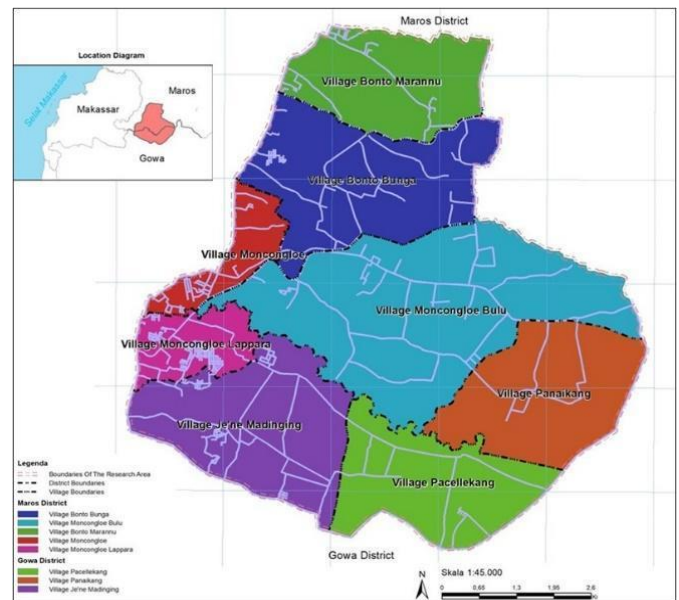 Maros District
Location Diagram
Selat Makassar
Makassar
Maros
Gowa
Village Bonto Marannu
Village Bonto Bunga
Village Moncongloe
Village Moncongloe Bulu
Village Moncongloe Lappara
Village Panaikang
Village Je'ne Madinging
Village Pacellekang
Gowa District
Legenda
Boundaries Of The Research Area
District Boundaries
Village Boundaries
Maros District
Village Bonto Bunga
Village Moncongloe Bulu
Village Bonto Marannu
Village Moncongloe
Village Moncongloe Lappara
Gowa District
Village Pacellekang
Village Panaikang
Village Je'ne Madinging
N
Skala 1:45.000
0 0.65 1.3 1.95 2.6